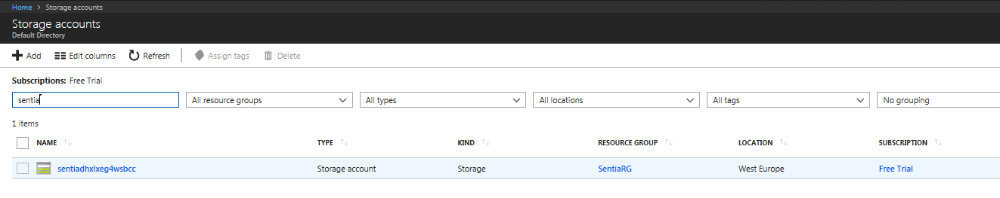 Home > Storage accounts
Storage accounts
Default Directory
Add Edit columns Refresh Assign tags Delete
Subscriptions: Free Trial
sentia All resource groups All types All locations All tags No grouping
1 items
NAME TYPE KIND RESOURCE GROUP LOCATION SUBSCRIPTION
sentiadhxlxeg4wsbcc Storage account Storage SentiaRG West Europe Free Trial